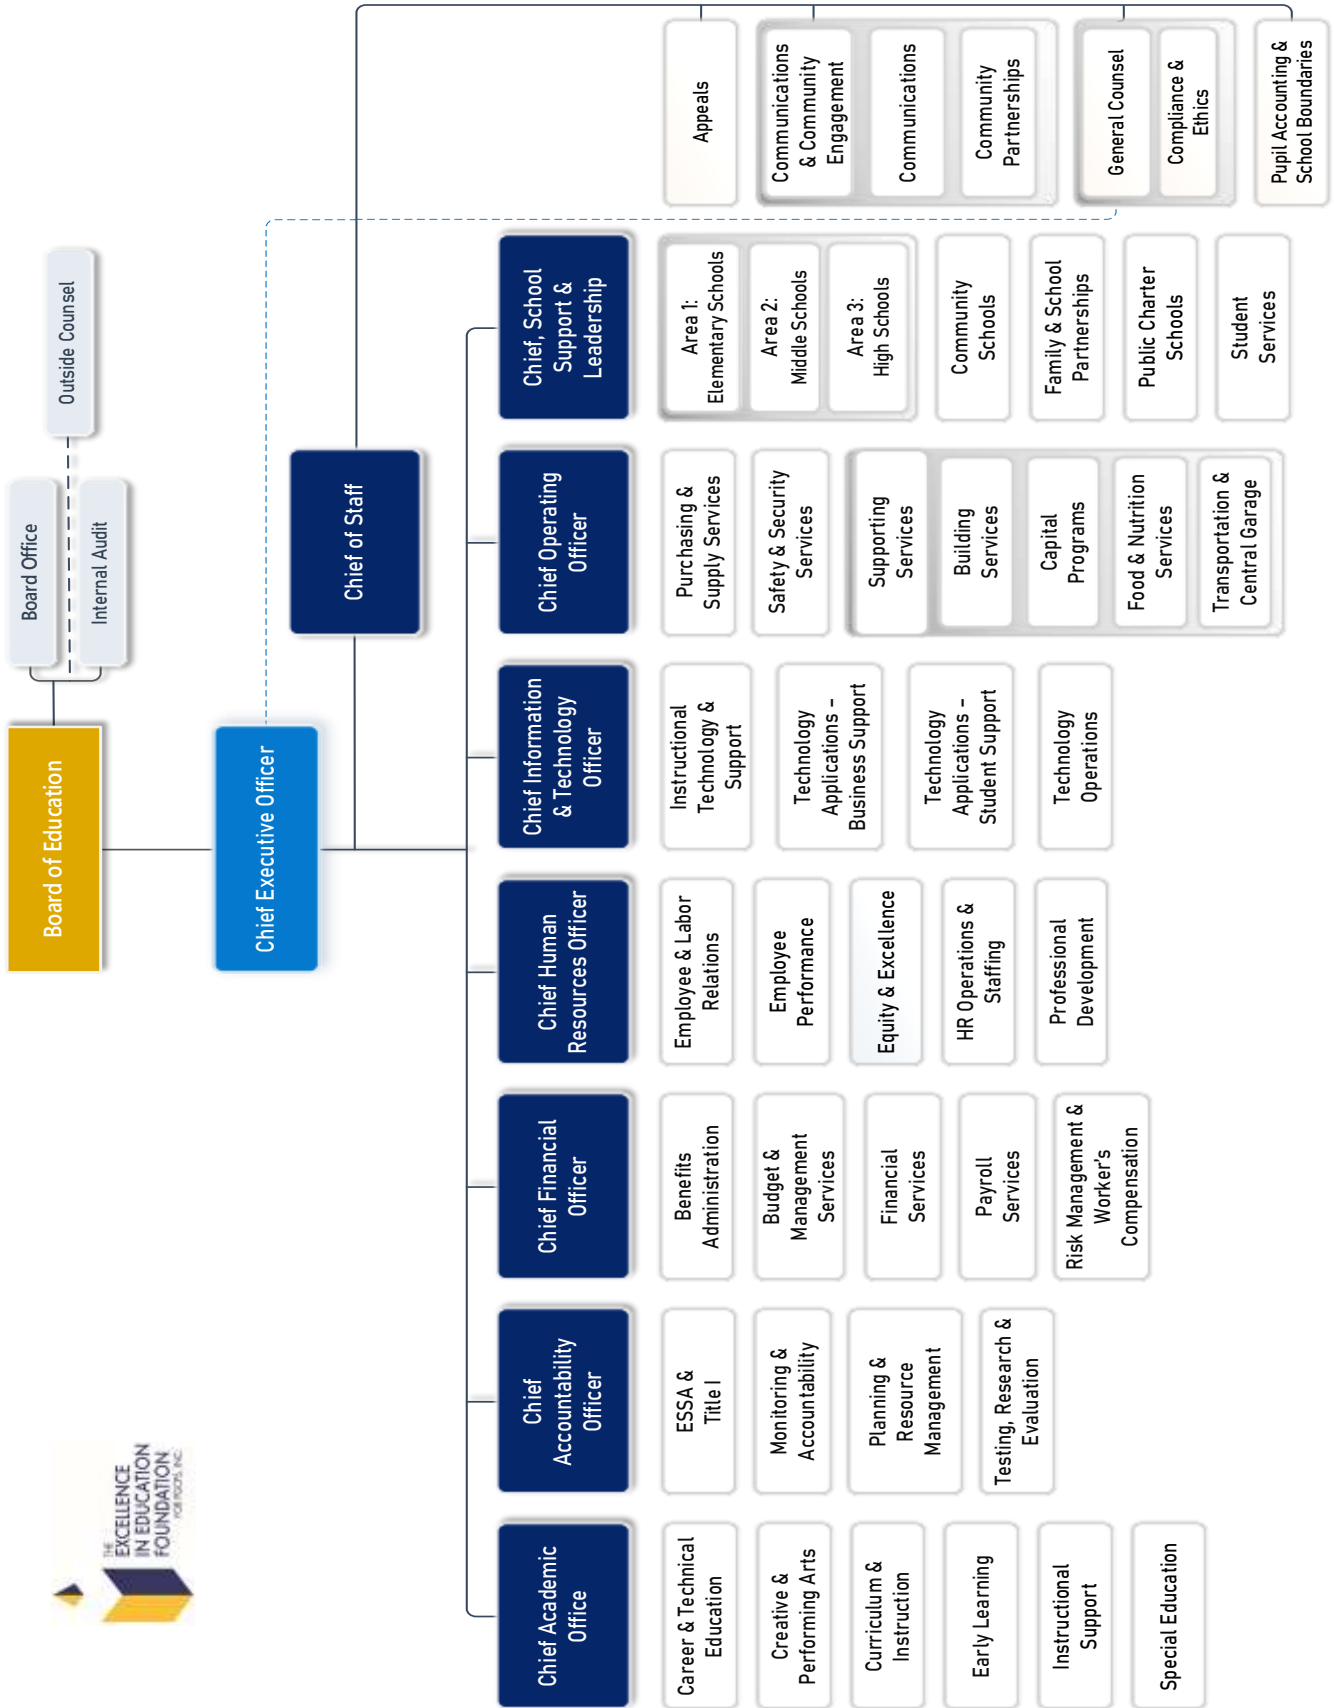 THE
EXCELLENCE
IN EDUCATION
FOUNDATION
FOR PGCPS, INC.
Board of Education
Board Office
Internal Audit
Outside Counsel
Chief Executive Officer
Chief of Staff
Chief Academic
Office
Career & Technical
Education
Creative &
Performing Arts
Curriculum &
Instruction
Early Learning
Instructional
Support
Special Education
Chief
Accountability
Officer
ESSA &
Title I
Monitoring &
Accountability
Planning &
Resource
Management
Testing, Research &
Evaluation
Chief Financial
Officer
Benefits
Administration
Budget &
Management
Services
Financial
Services
Payroll
Services
Risk Management &
Worker's
Compensation
Chief Human
Resources Officer
Employee & Labor
Relations
Employee
Performance
Equity & Excellence
HR Operations &
Staffing
Professional
Development
Chief Information
& Technology
Officer
Instructional
Technology &
Support
Technology
Applications –
Business Support
Technology
Applications –
Student Support
Technology
Operations
Chief Operating
Officer
Purchasing &
Supply Services
Safety & Security
Services
Supporting
Services
Building
Services
Capital
Programs
Food & Nutrition
Services
Transportation &
Central Garage
Chief, School
Support &
Leadership
Area 1:
Elementary Schools
Area 2:
Middle Schools
Area 3:
High Schools
Community
Schools
Family & School
Partnerships
Public Charter
Schools
Student
Services
Appeals
Communications
& Community
Engagement
Communications
Community
Partnerships
General Counsel
Compliance &
Ethics
Pupil Accounting &
School Boundaries